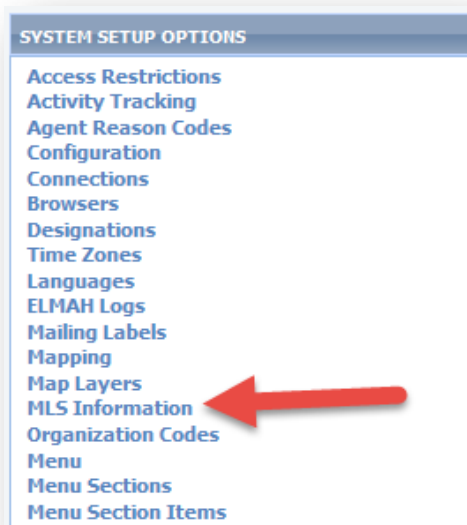 SYSTEM SETUP OPTIONS
Access Restrictions
Activity Tracking
Agent Reason Codes
Configuration
Connections
Browsers
Designations
Time Zones
Languages
ELMAH Logs
Mailing Labels
Mapping
Map Layers
MLS Information
Organization Codes
Menu
Menu Sections
Menu Section Items